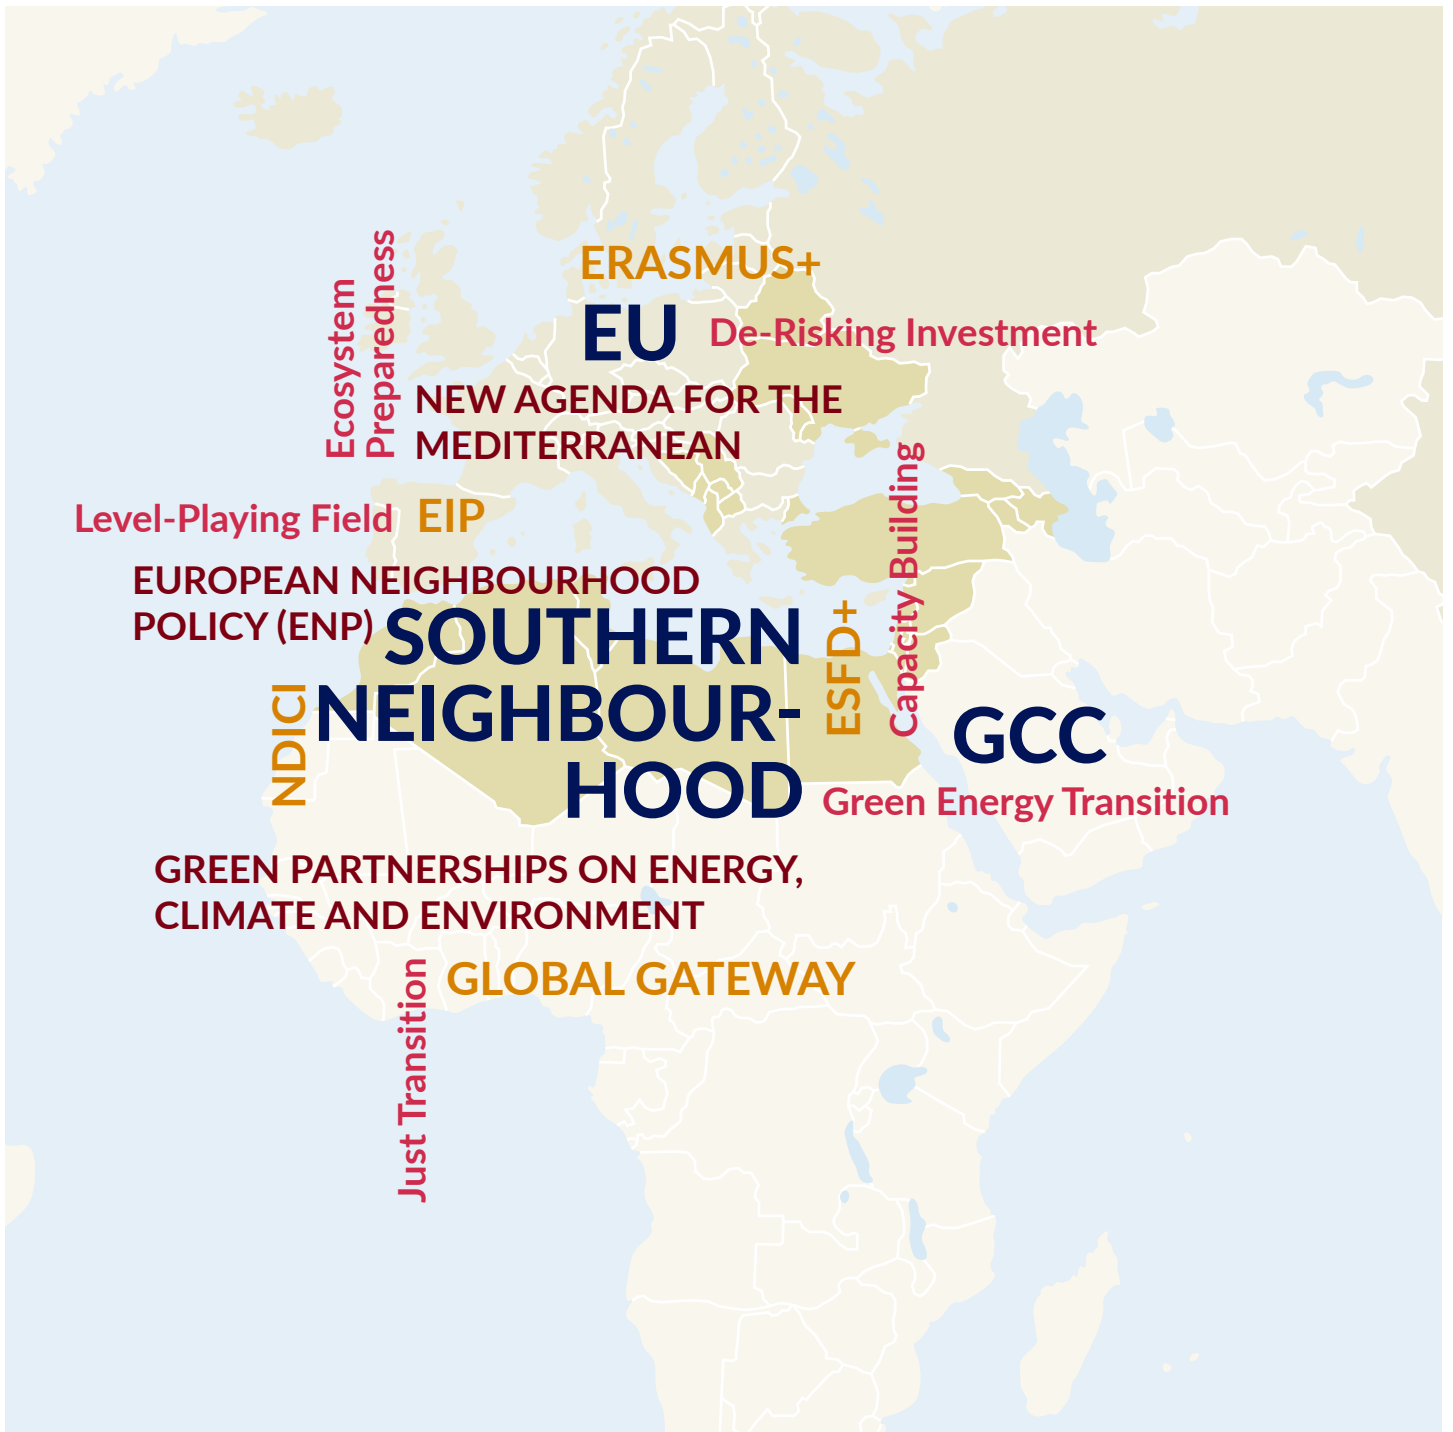 ERASMUS+
EU
De-Risking Investment
Ecosystem
Preparedness
NEW AGENDA FOR THE
MEDITERRANEAN
Level-Playing Field
EIP
Capacity Building
EUROPEAN NEIGHBOURHOOD
POLICY (ENP)
SOUTHERN
NEIGHBOUR-
HOOD
ESFD+
NDICI
GCC
Green Energy Transition
GREEN PARTNERSHIPS ON ENERGY,
CLIMATE AND ENVIRONMENT
GLOBAL GATEWAY
Just Transition